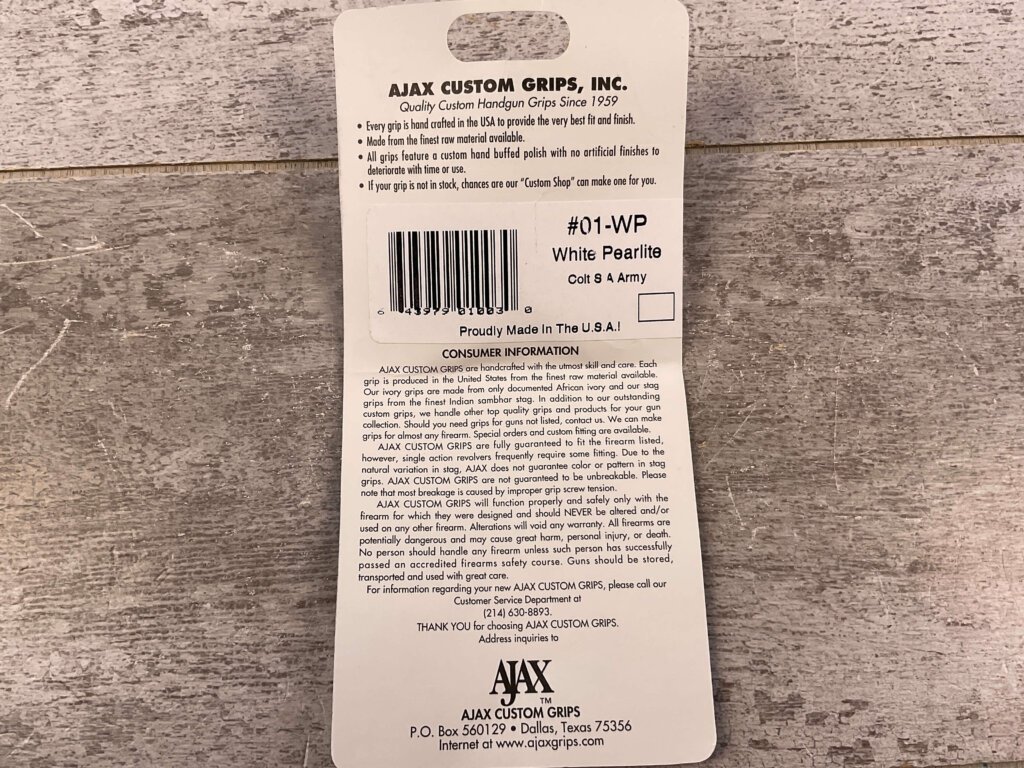 AJAX CUSTOM GRIPS, INC.
Quality Custom Handgun Grips Since 1959
• Every grip is hand crafted in the USA to provide the very best fit and finish.
• Made from the finest raw material available.
• All grips feature a custom hand buffed polish with no artificial finishes to
deteriorate with time or use.
• If your grip is not in stock, chances are our "Custom Shop" can make one for you.
#01-WP
White Pearlite
Colt S A Army
6 43979 01003 0
Proudly Made In The U.S.A.!
CONSUMER INFORMATION
AJAX CUSTOM GRIPS are handcrafted with the utmost skill and care. Each
grip is produced in the United States from the finest raw material available.
Our ivory grips are made from only documented African ivory and our stag
grips from the finest Indian sambhar stag. In addition to our outstanding
custom grips, we handle other top quality grips and products for your gun
collection. Should you need grips for guns not listed, contact us. We can make
grips for almost any firearm. Special orders and custom fitting are available.
AJAX CUSTOM GRIPS are fully guaranteed to fit the firearm listed,
however, single action revolvers frequently require some fitting. Due to the
natural variation in stag, AJAX does not guarantee color or pattern in stag
grips. AJAX CUSTOM GRIPS are not guaranteed to be unbreakable. Please
note that most breakage is caused by improper grip screw tension.
AJAX CUSTOM GRIPS will function properly and safely only with the
firearm for which they were designed and should NEVER be altered and/or
used on any other firearm. Alterations will void any warranty. All firearms are
potentially dangerous and may cause great harm, personal injury, or death.
No person should handle any firearm unless such person has successfully
passed an accredited firearms safety course. Guns should be stored,
transported and used with great care.
For information regarding your new AJAX CUSTOM GRIPS, please call our
Customer Service Department at
(214) 630-8893.
THANK YOU for choosing AJAX CUSTOM GRIPS.
Address inquiries to
AJAX
TM
AJAX CUSTOM GRIPS
P.O. Box 560129 • Dallas, Texas 75356
Internet at www.ajaxgrips.com